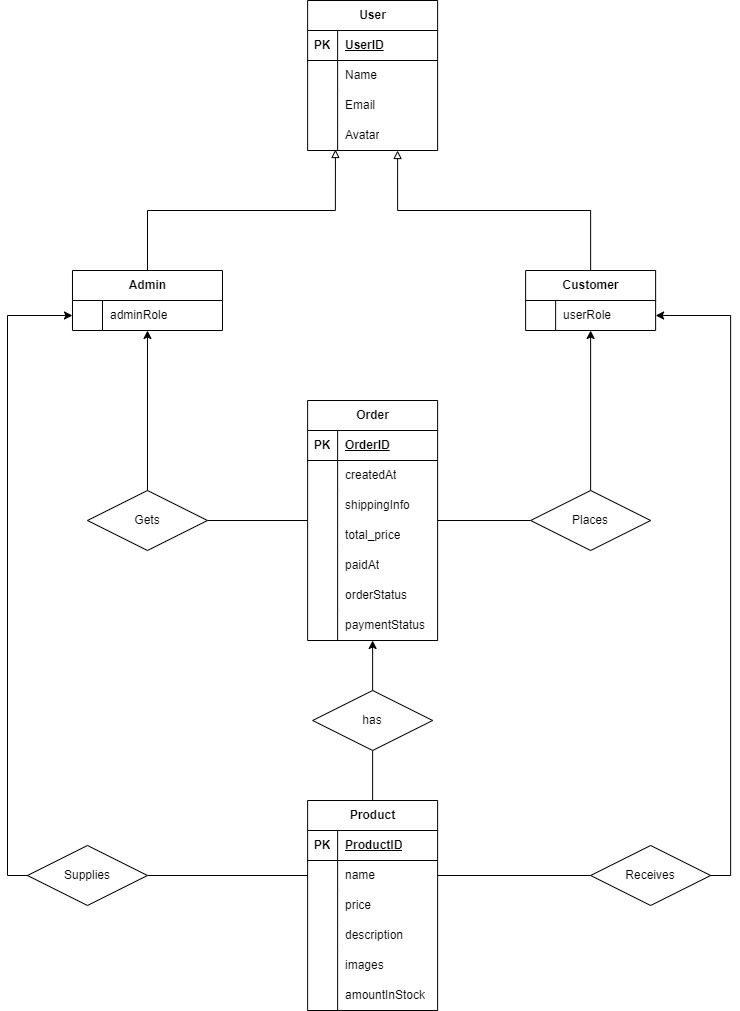 User
PK UserID
Name
Email
Avatar
Admin
adminRole
Customer
userRole
Order
PK OrderID
createdAt
shippingInfo
total_price
paidAt
orderStatus
paymentStatus
Gets
Places
has
Product
PK ProductID
name
price
description
images
amountInStock
Supplies
Receives